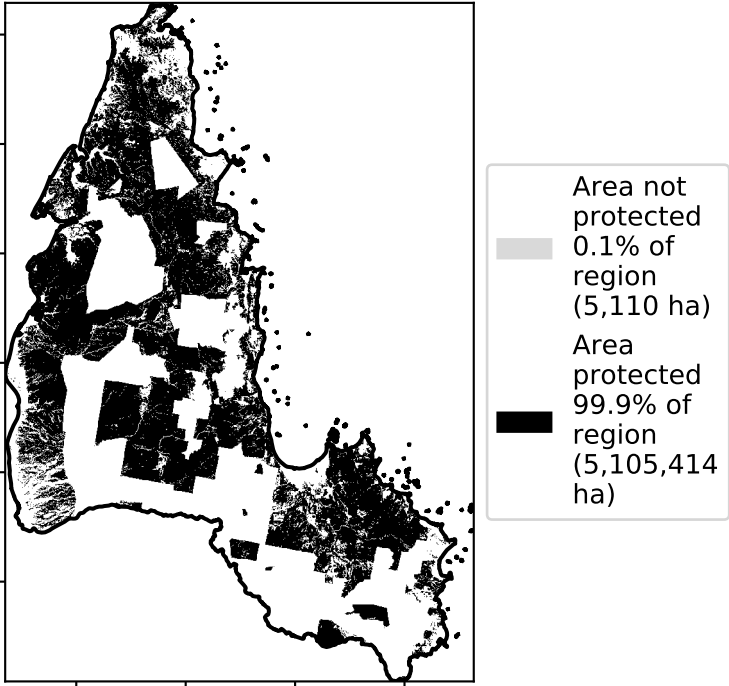 Area not
protected
0.1% of
region
(5,110 ha)
Area
protected
99.9% of
region
(5,105,414
ha)